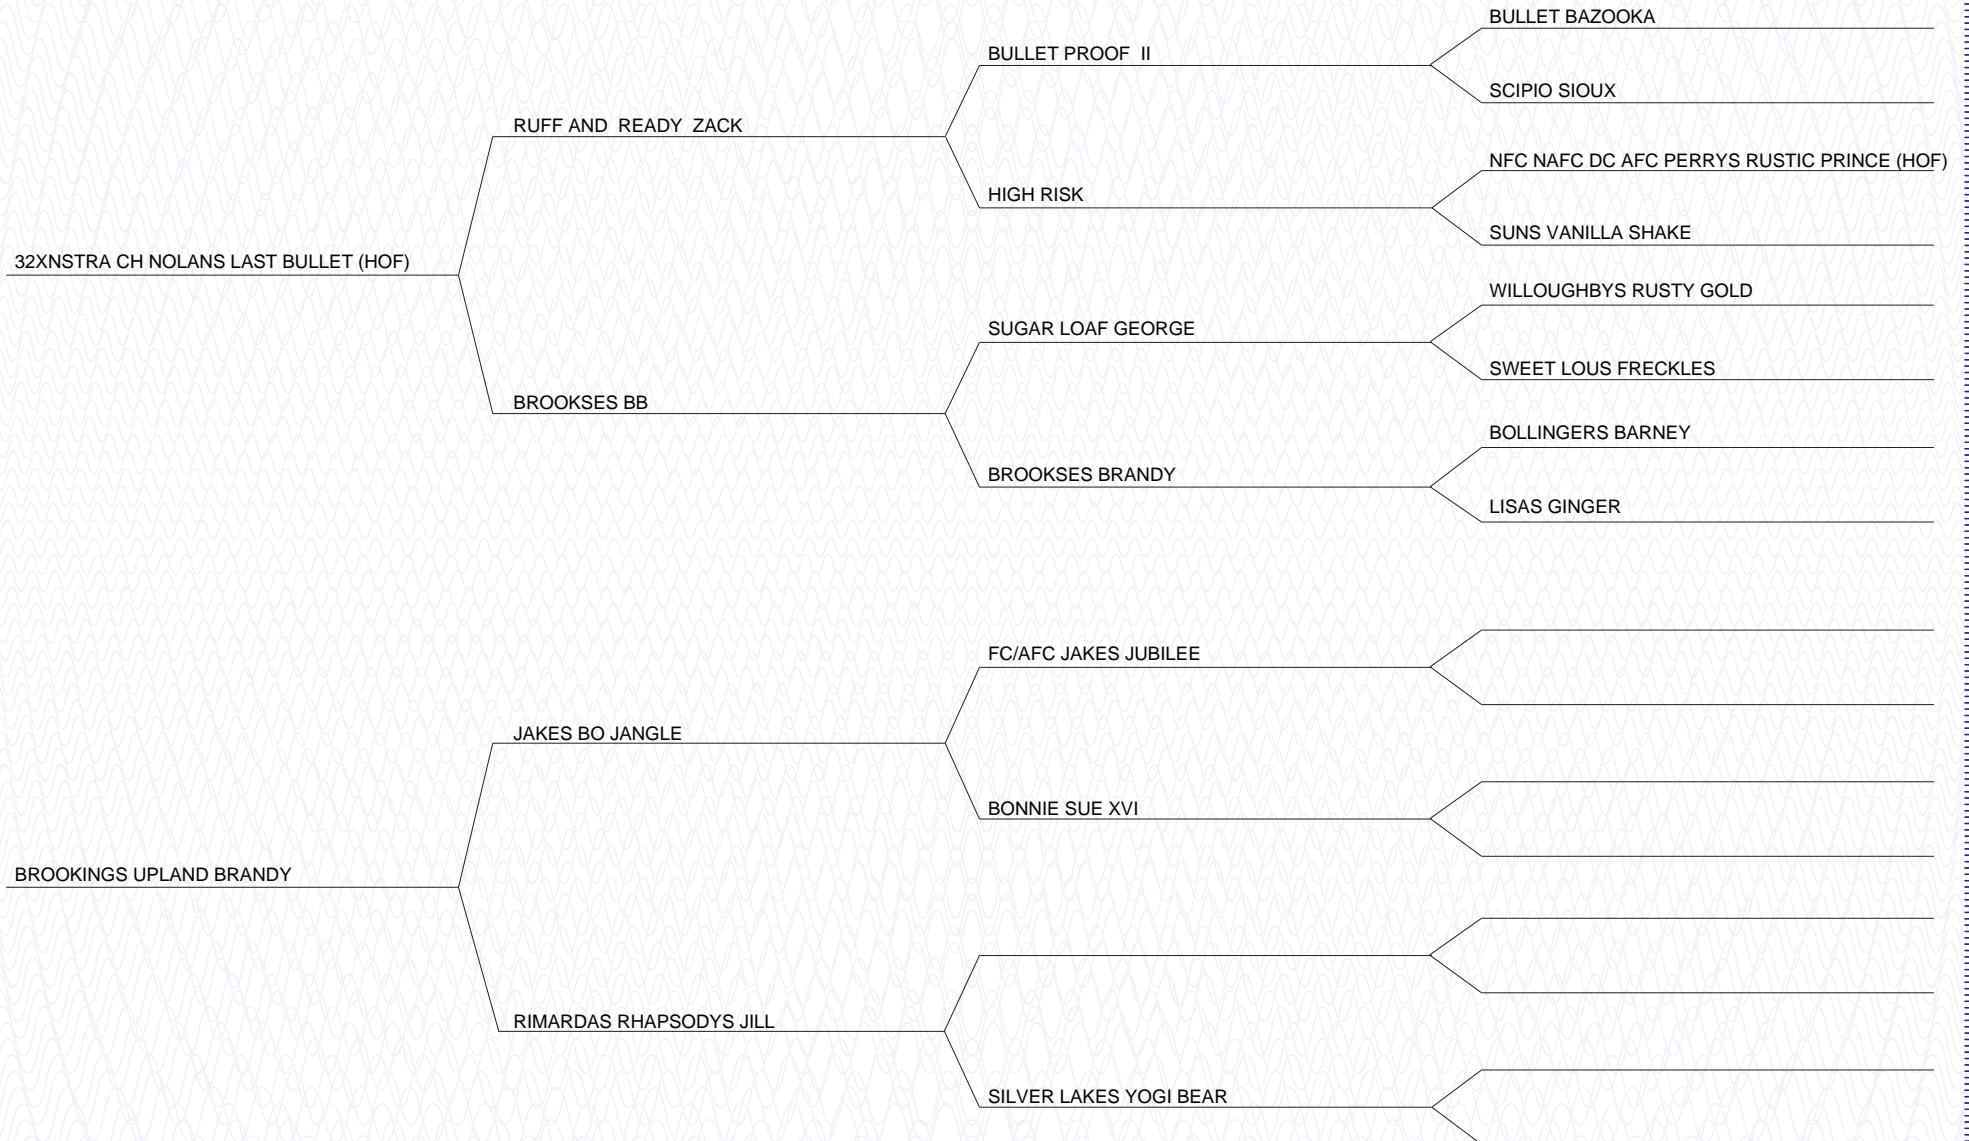 BULLET BAZOOKA
BULLET PROOF  II
SCIPIO SIOUX
RUFF AND  READY  ZACK
NFC NAFC DC AFC PERRYS RUSTIC PRINCE (HOF)
HIGH RISK
SUNS VANILLA SHAKE
32XNSTRA CH NOLANS LAST BULLET (HOF)
WILLOUGHBYS RUSTY GOLD
SUGAR LOAF GEORGE
SWEET LOUS FRECKLES
BROOKSES BB
BOLLINGERS BARNEY
BROOKSES BRANDY
LISAS GINGER
FC/AFC JAKES JUBILEE
JAKES BO JANGLE
BONNIE SUE XVI
BROOKINGS UPLAND BRANDY
RIMARDAS RHAPSODYS JILL
SILVER LAKES YOGI BEAR